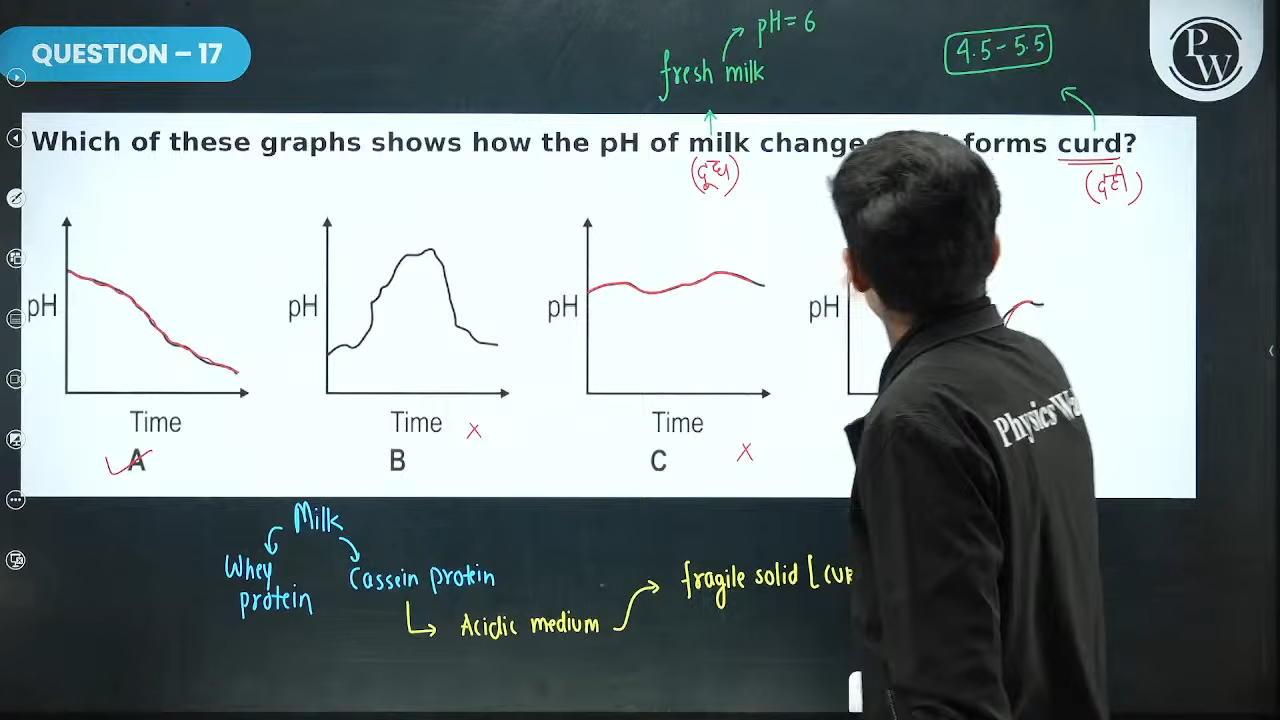 QUESTION – 17
fresh milk
pH = 6
4.5 - 5.5
PW
Which of these graphs shows how the pH of milk change forms curd?
(दूध)
(दही)
pH
pH
pH
pH
Time
Time
Time
A
B
C
Milk
Whey protein
Cassein protein
Acidic medium
fragile solid [
Physics